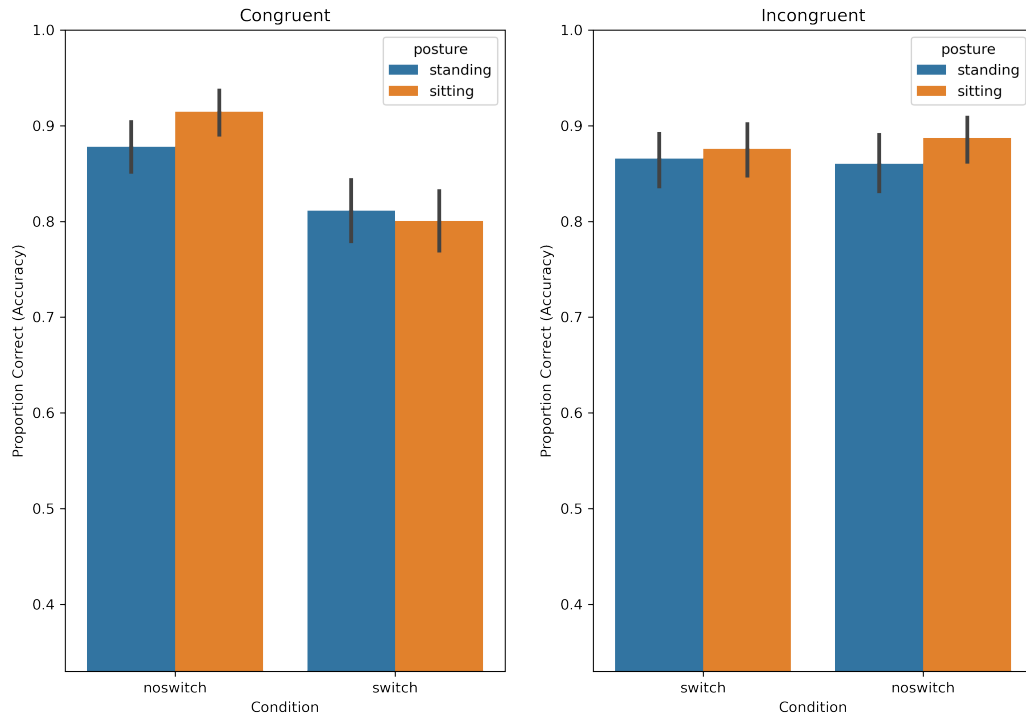 Congruent
1.0
0.9
0.8
0.7
0.6
0.5
0.4
Proportion Correct (Accuracy)
posture
standing
sitting
noswitch
switch
Condition
Incongruent
1.0
0.9
0.8
0.7
0.6
0.5
0.4
Proportion Correct (Accuracy)
posture
standing
sitting
switch
noswitch
Condition